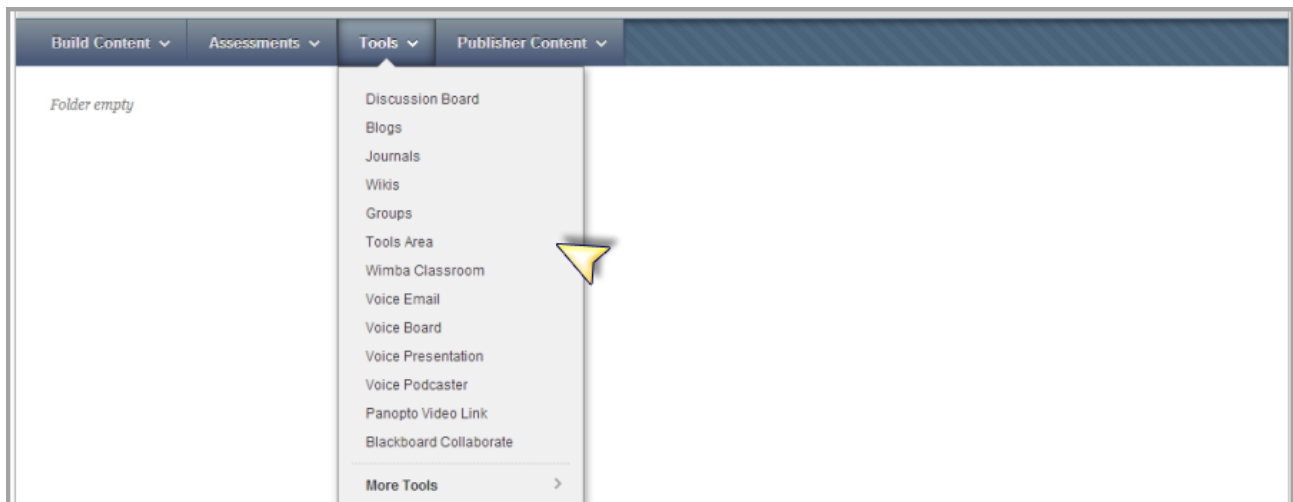 Build Content Assessments Tools Publisher Content
Folder empty
Discussion Board
Blogs
Journals
Wikis
Groups
Tools Area
Wimba Classroom
Voice Email
Voice Board
Voice Presentation
Voice Podcaster
Panopto Video Link
Blackboard Collaborate
More Tools